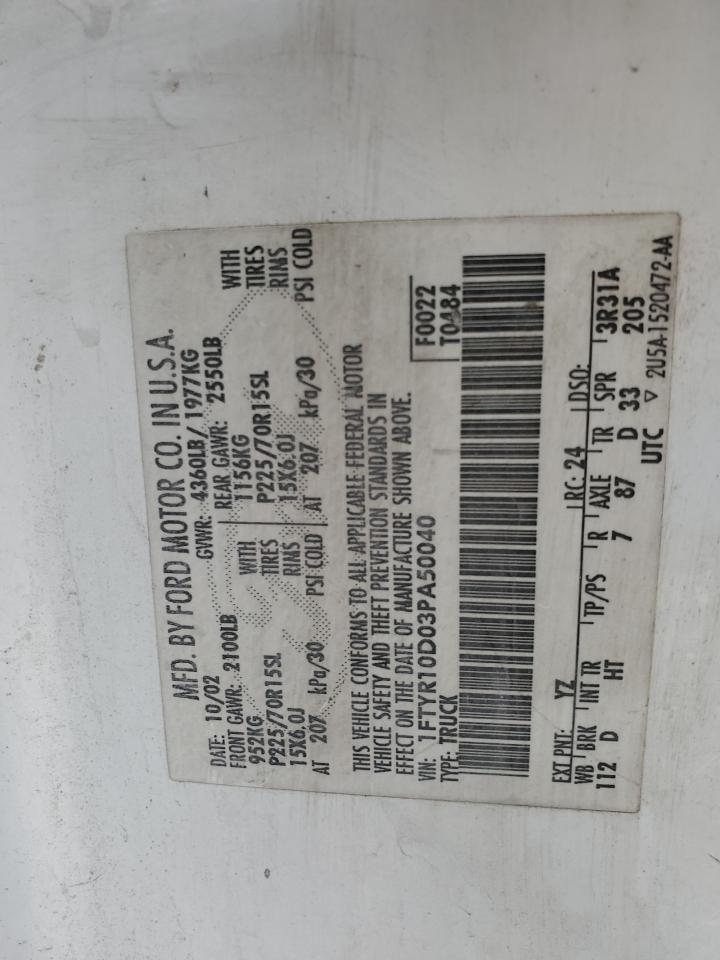 MFD. BY FORD MOTOR CO. IN U.S.A.
DATE: 10/02 GVWR: 4360LB/ 1977KG
FRONT GAWR: 2100LB REAR GAWR: 2550LB
952KG WITH 1156KG WITH
P225/70R15SL TIRES P225/70R15SL TIRES
15X6.0J RIMS 15X6.0J RIMS
AT 207 kPa/30 PSI COLD AT 207 kPa/30 PSI COLD
THIS VEHICLE CONFORMS TO ALL APPLICABLE FEDERAL MOTOR
VEHICLE SAFETY AND THEFT PREVENTION STANDARDS IN
EFFECT ON THE DATE OF MANUFACTURE SHOWN ABOVE.
VIN: 1FTYR10D03PA50040 F0022
TYPE: TRUCK T0484
EXT PNT: YZ RC: 24 DSO:
WB BRK INT TR TP/PS R AXLE TR SPR 3R31A
112 D HT 7 87 D 33 205
UTC ▽ 2U5A-1520472-AA